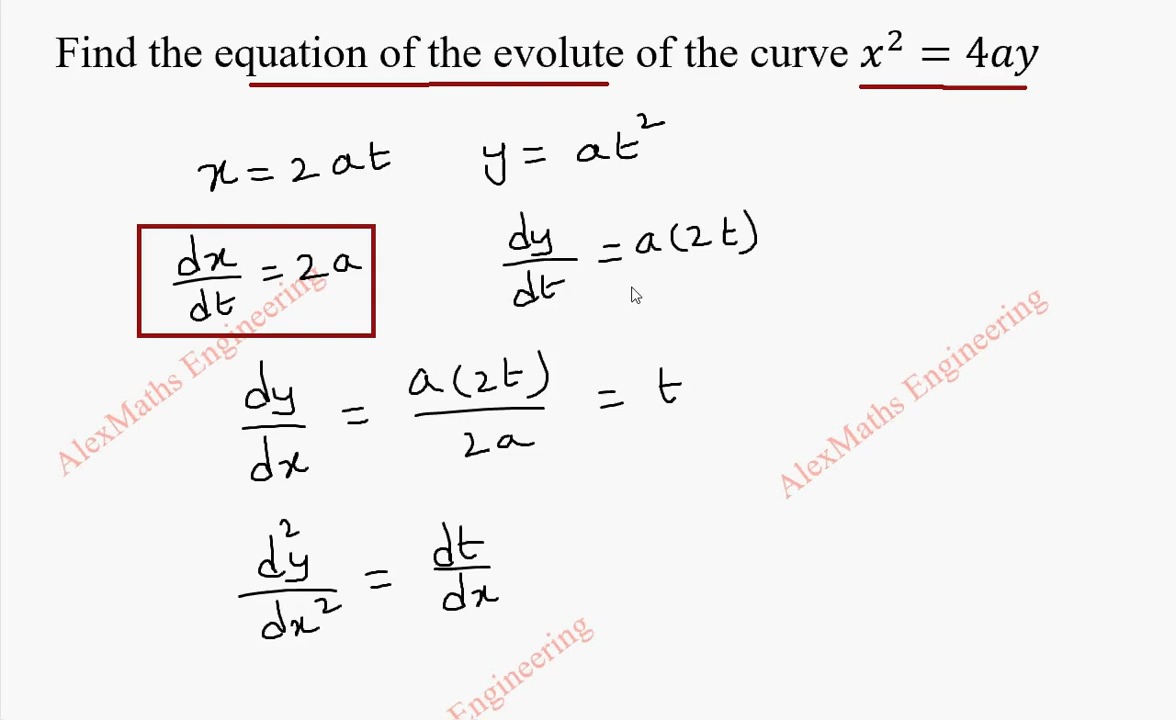 Find the equation of the evolute of the curve x² = 4ay
x = 2at   y = at²
dx/dt = 2a   dy/dt = a(2t)
dy/dx = a(2t)/2a = t
d²y/dx² = dt/dx
AlexMaths Engineering
AlexMaths Engineering
Engineering